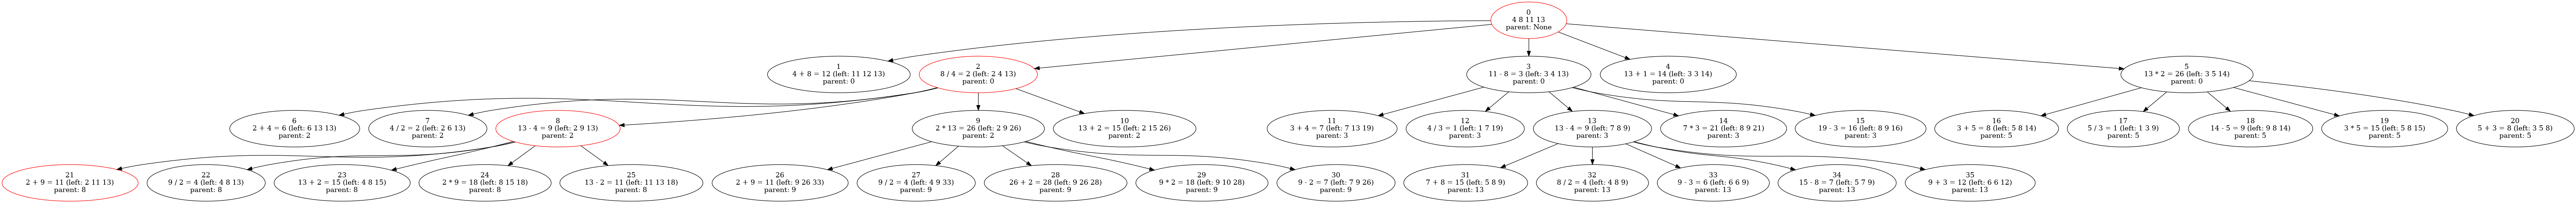 0
4 8 11 13
parent: None
1
4 + 8 = 12 (left: 11 12 13)
parent: 0
2
8 / 4 = 2 (left: 2 4 13)
parent: 0
3
11 - 8 = 3 (left: 3 4 13)
parent: 0
4
13 + 1 = 14 (left: 3 3 14)
parent: 0
5
13 * 2 = 26 (left: 3 5 14)
parent: 0
6
2 + 4 = 6 (left: 6 13 13)
parent: 2
7
4 / 2 = 2 (left: 2 6 13)
parent: 2
8
13 - 4 = 9 (left: 2 9 13)
parent: 2
9
2 * 13 = 26 (left: 2 9 26)
parent: 2
10
13 + 2 = 15 (left: 2 15 26)
parent: 2
11
3 + 4 = 7 (left: 7 13 19)
parent: 3
12
4 / 3 = 1 (left: 1 7 19)
parent: 3
13
13 - 4 = 9 (left: 7 8 9)
parent: 3
14
7 * 3 = 21 (left: 8 9 21)
parent: 3
15
19 - 3 = 16 (left: 8 9 16)
parent: 3
16
3 + 5 = 8 (left: 5 8 14)
parent: 5
17
5 / 3 = 1 (left: 1 3 9)
parent: 5
18
14 - 5 = 9 (left: 9 8 14)
parent: 5
19
3 * 5 = 15 (left: 5 8 15)
parent: 5
20
5 + 3 = 8 (left: 3 5 8)
parent: 5
21
2 + 9 = 11 (left: 2 11 13)
parent: 8
22
9 / 2 = 4 (left: 4 8 13)
parent: 8
23
13 + 2 = 15 (left: 4 8 15)
parent: 8
24
2 * 9 = 18 (left: 8 15 18)
parent: 8
25
13 - 2 = 11 (left: 11 13 18)
parent: 8
26
2 + 9 = 11 (left: 9 26 33)
parent: 9
27
9 / 2 = 4 (left: 4 9 33)
parent: 9
28
26 + 2 = 28 (left: 9 26 28)
parent: 9
29
9 * 2 = 18 (left: 9 10 28)
parent: 9
30
9 - 2 = 7 (left: 7 9 26)
parent: 9
31
7 + 8 = 15 (left: 5 8 9)
parent: 13
32
8 / 2 = 4 (left: 4 8 9)
parent: 13
33
9 - 3 = 6 (left: 6 6 9)
parent: 13
34
15 - 8 = 7 (left: 5 7 9)
parent: 13
35
9 + 3 = 12 (left: 6 6 12)
parent: 13